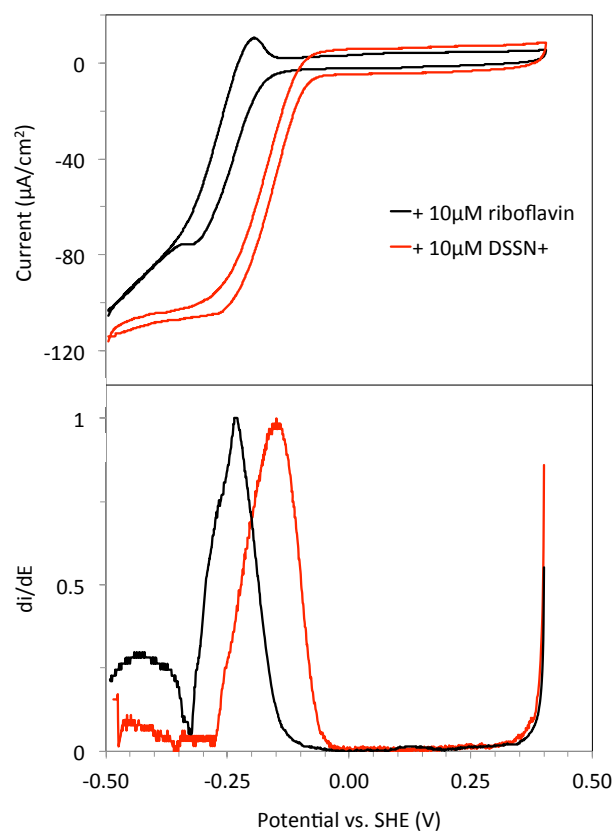 0
-40
-80
-120
Current (µA/cm²)
+ 10µM riboflavin
+ 10µM DSSN+
1
0.5
0
di/dE
-0.50
-0.25
0.00
0.25
0.50
Potential vs. SHE (V)